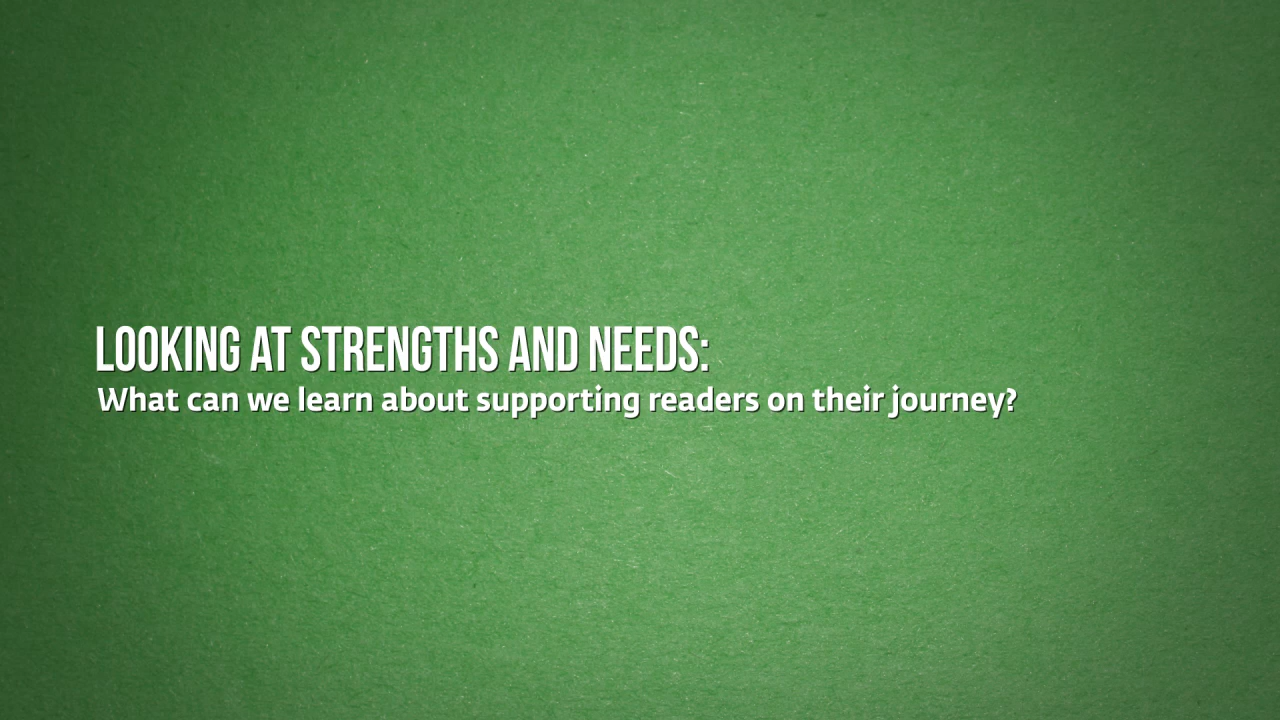 LOOKING AT STRENGTHS AND NEEDS:
What can we learn about supporting readers on their journey?